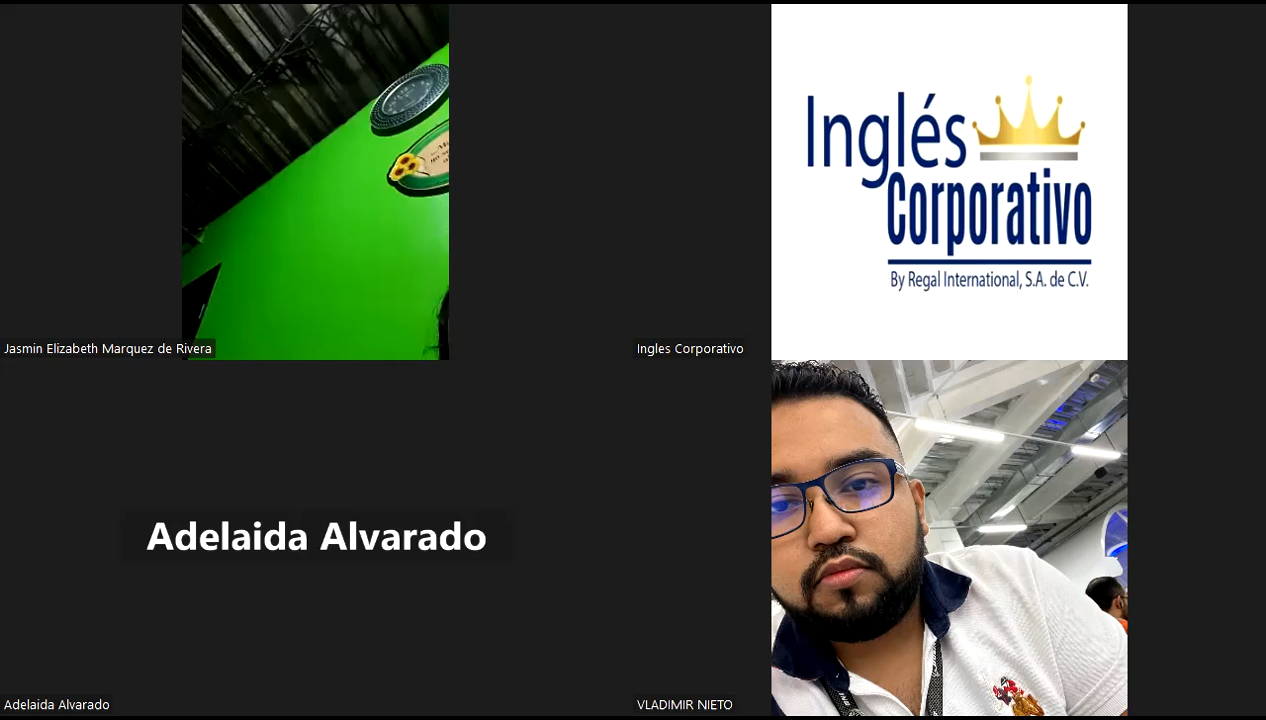 Jasmin Elizabeth Marquez de Rivera
Inglés
Corporativo
By Regal International, S.A. de C.V.
Ingles Corporativo
Adelaida Alvarado
Adelaida Alvarado
VLADIMIR NIETO